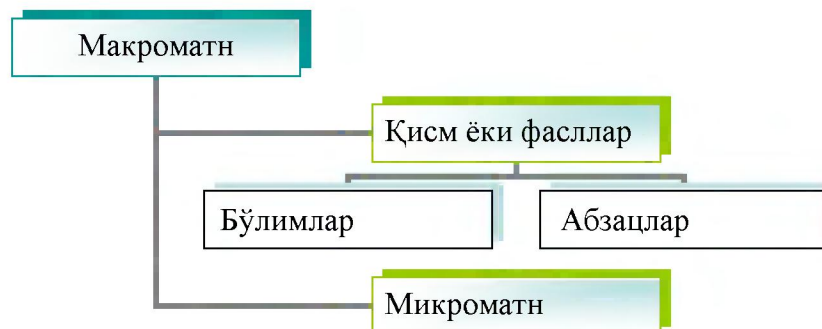 Макроматн
Қисм ёки фасллар
Бўлимлар
Абзацлар
Микроматн